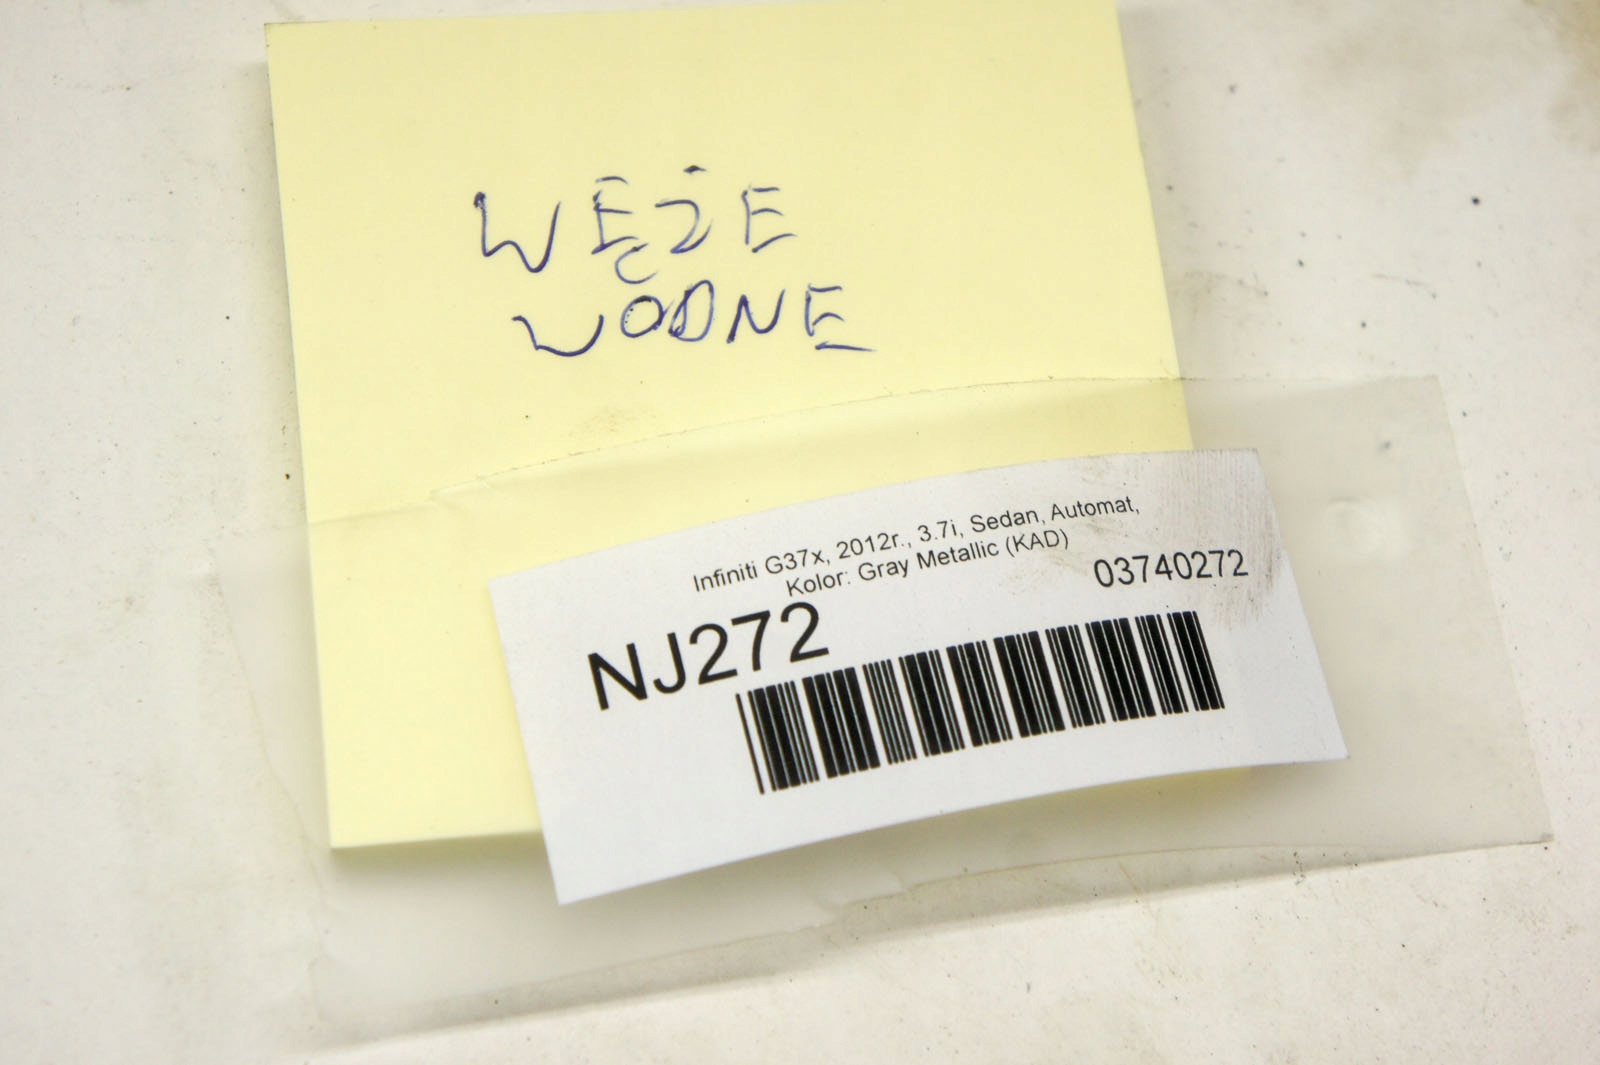 WĘŻE
WODNE
Infiniti G37x, 2012r., 3.7i, Sedan, Automat,
Kolor: Gray Metallic (KAD)
03740272
NJ272